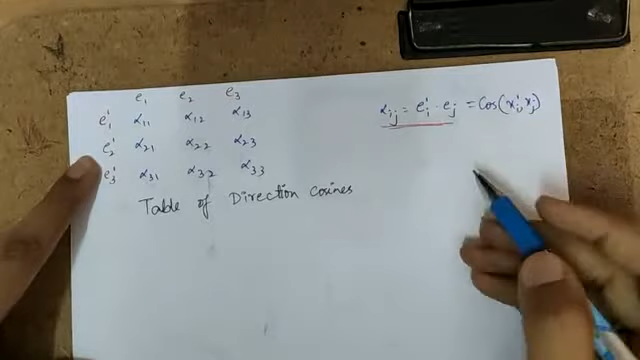 e₁ e₂ e₃
e₁' α₁₁ α₁₂ α₁₃
e₂' α₂₁ α₂₂ α₂₃
e₃' α₃₁ α₃₂ α₃₃
Table of Direction cosines
αᵢⱼ = eᵢ' · eⱼ = Cos(xᵢ', xⱼ)